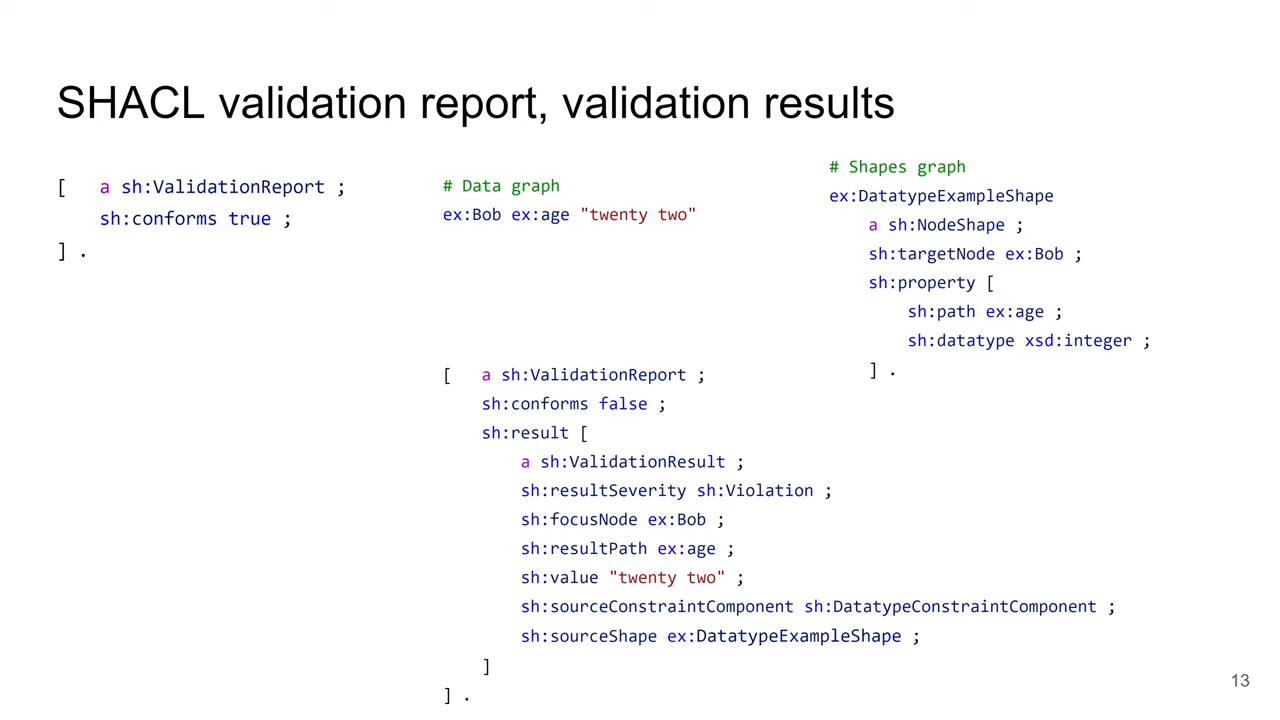 SHACL validation report, validation results
[   a sh:ValidationReport ;
    sh:conforms true ;
] .
# Data graph
ex:Bob ex:age "twenty two"
# Shapes graph
ex:DatatypeExampleShape
    a sh:NodeShape ;
    sh:targetNode ex:Bob ;
    sh:property [
        sh:path ex:age ;
        sh:datatype xsd:integer ;
    ] .
[   a sh:ValidationReport ;
    sh:conforms false ;
    sh:result [
        a sh:ValidationResult ;
        sh:resultSeverity sh:Violation ;
        sh:focusNode ex:Bob ;
        sh:resultPath ex:age ;
        sh:value "twenty two" ;
        sh:sourceConstraintComponent sh:DatatypeConstraintComponent ;
        sh:sourceShape ex:DatatypeExampleShape ;
    ]
] .
13